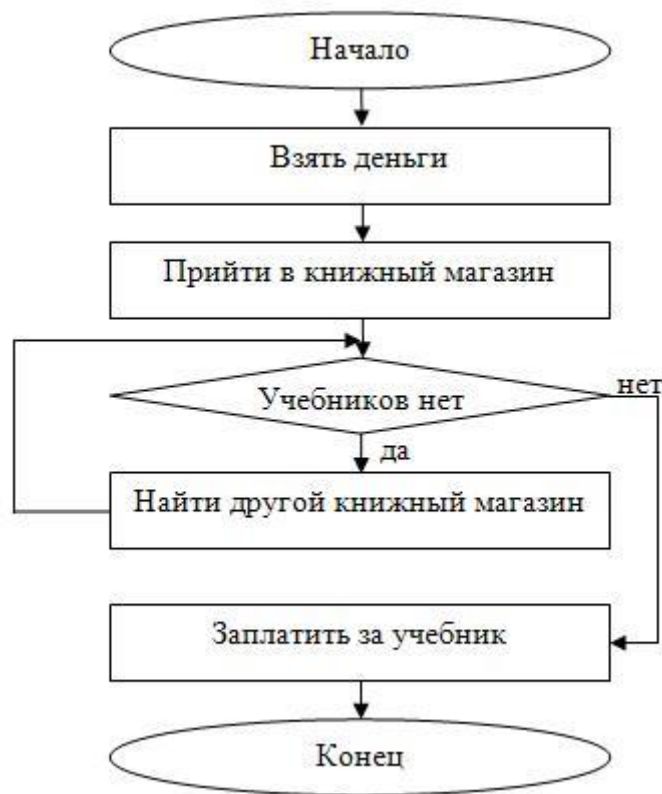 Начало
Взять деньги
Прийти в книжный магазин
Учебников нет
нет
да
Найти другой книжный магазин
Заплатить за учебник
Конец